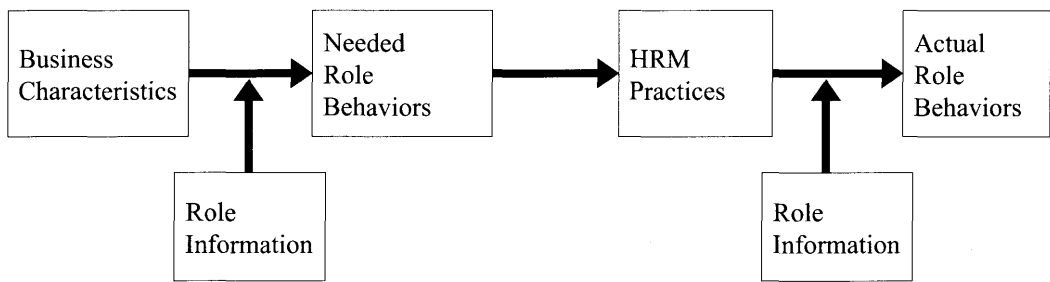 Business
Characteristics
Needed
Role
Behaviors
HRM
Practices
Actual
Role
Behaviors
Role
Information
Role
Information